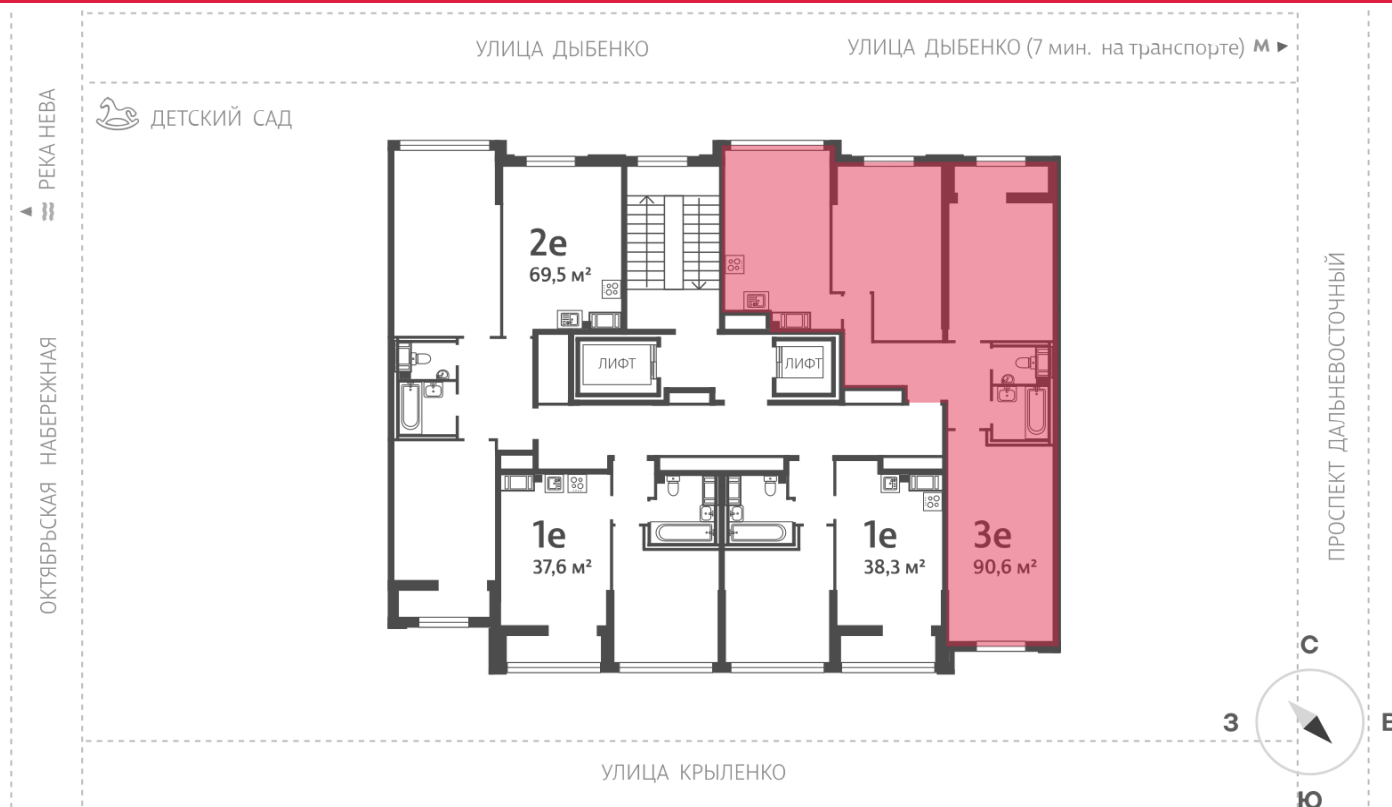 УЛИЦА ДЫБЕНКО
УЛИЦА ДЫБЕНКО (7 мин. на транспорте) М
РЕКА НЕВА
ДЕТСКИЙ САД
2е
69,5 м²
ЛИФТ
ЛИФТ
ОКТЯБРЬСКАЯ НАБЕРЕЖНАЯ
ПРОСПЕКТ ДАЛЬНЕВОСТОЧНЫЙ
1е
37,6 м²
1е
38,3 м²
3е
90,6 м²
С
З
В
Ю
УЛИЦА КРЫЛЕНКО